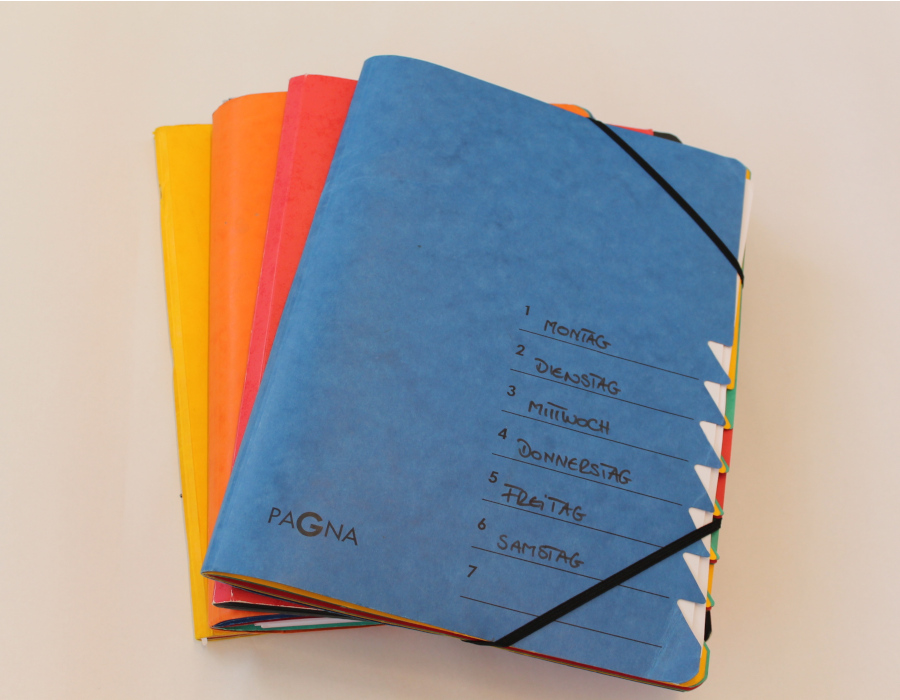 1 MONTAG
2 DIENSTAG
3 MITTWOCH
4 DONNERSTAG
5 FREITAG
6 SAMSTAG
7
PAGNA